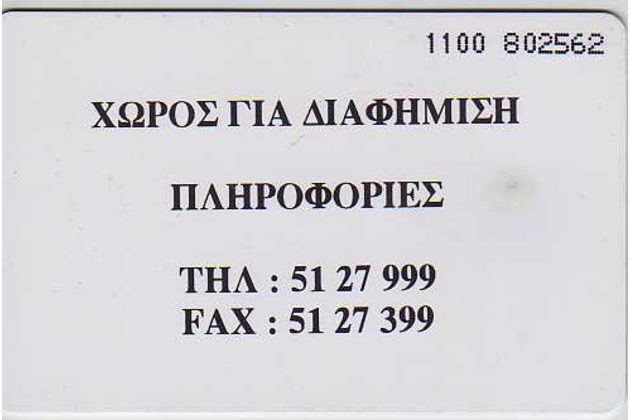 1100 802562
ΧΩΡΟΣ ΓΙΑ ΔΙΑΦΗΜΙΣΗ
ΠΛΗΡΟΦΟΡΙΕΣ
ΤΗΛ : 51 27 999
FAX : 51 27 399